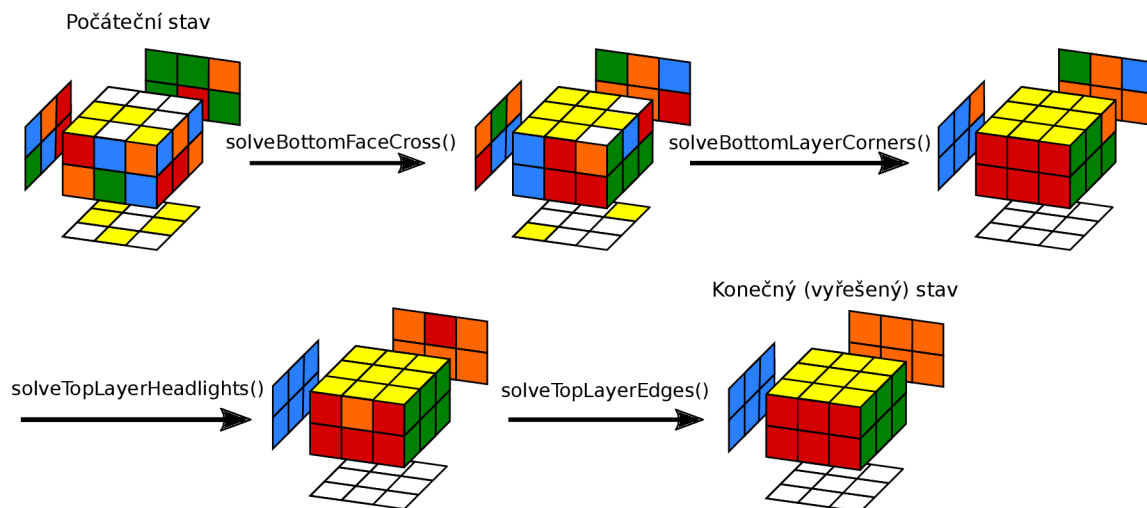 Počáteční stav
solveBottomFaceCross()
solveBottomLayerCorners()
Konečný (vyřešený) stav
solveTopLayerHeadlights()
solveTopLayerEdges()